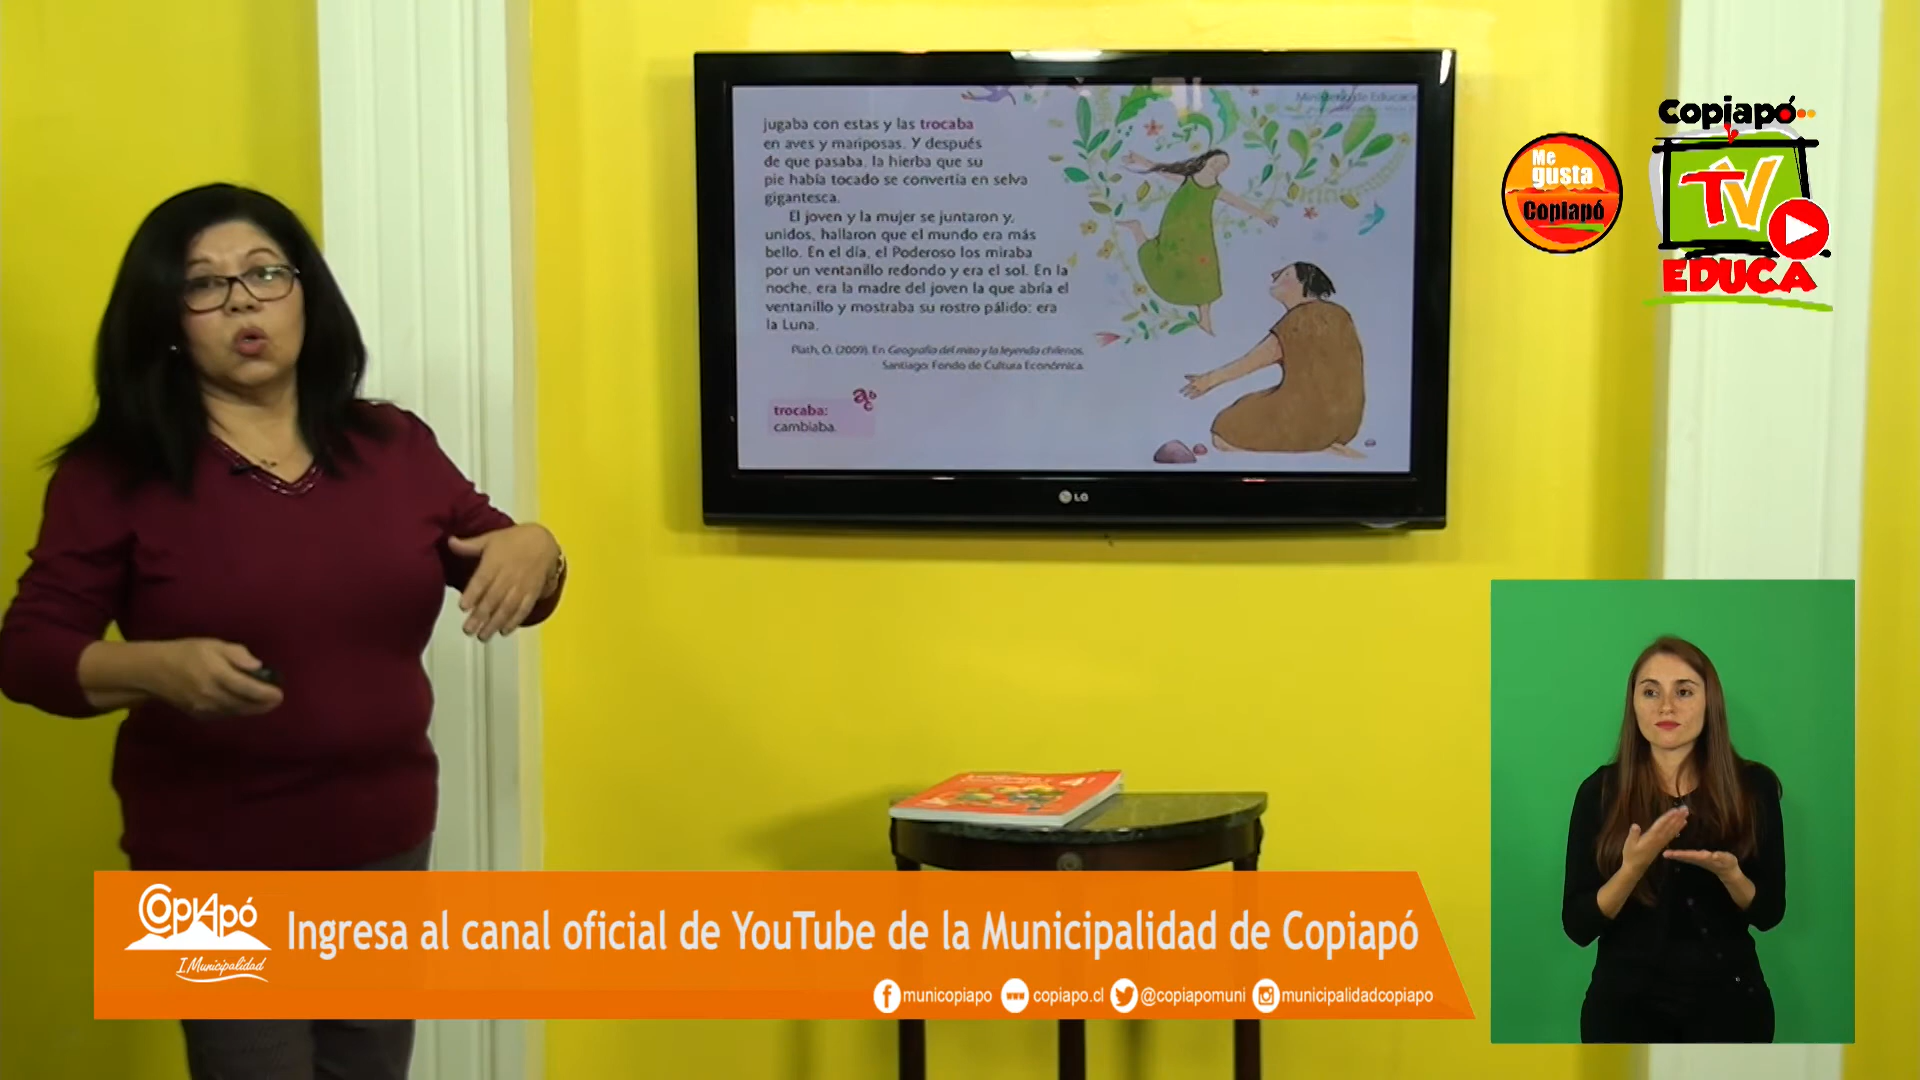 Ministerio de Educació
jugaba con estas y las trocaba
en aves y mariposas. Y después
de que pasaba, la hierba que su
pie había tocado se convertía en selva
gigantesca.
El joven y la mujer se juntaron y,
unidos, hallaron que el mundo era más
bello. En el día, el Poderoso los miraba
por un ventanillo redondo y era el sol. En la
noche, era la madre del joven la que abría el
ventanillo y mostraba su rostro pálido: era
la Luna.
Plath, O. (2009). En Geografía del mito y la leyenda chilenos.
Santiago: Fondo de Cultura Económica.
abc
trocaba:
cambiaba.
LG
Me
gusta
Copiapó
Copiapó
TV
EDUCA
4°
Copiapó
I. Municipalidad
Ingresa al canal oficial de YouTube de la Municipalidad de Copiapó
municopiapo copiapo.cl @copiapomuni municipalidadcopiapo